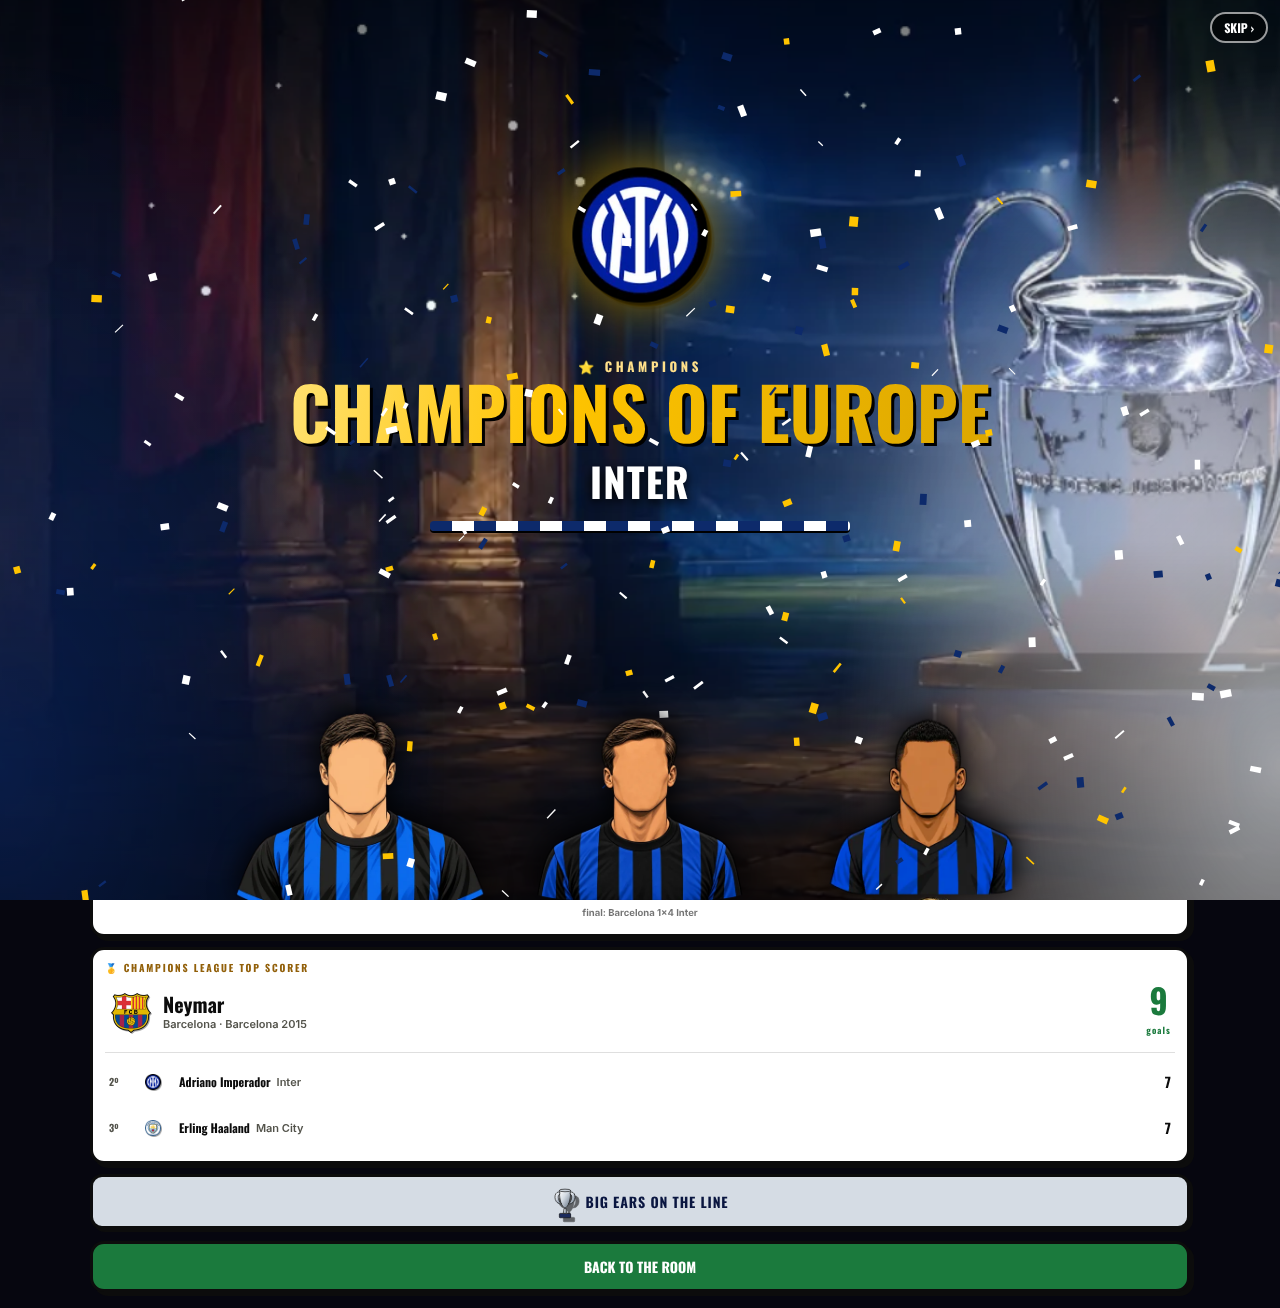 SKIP ›
⭐ CHAMPIONS
CHAMPIONS OF EUROPE
INTER
final: Barcelona 1×4 Inter
🏅 CHAMPIONS LEAGUE TOP SCORER
FCB
Neymar
9
Barcelona · Barcelona 2015
goals
2º Adriano Imperador Inter 7
3º Erling Haaland Man City 7
BIG EARS ON THE LINE
BACK TO THE ROOM